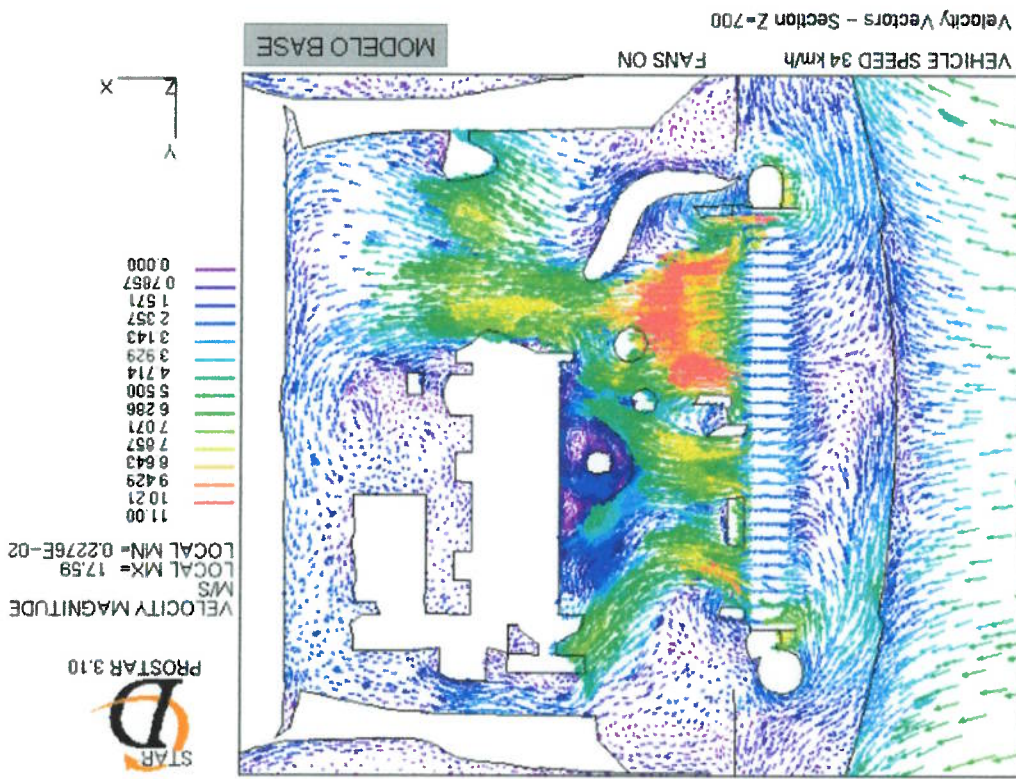 STAR
CD
PROSTAR 3.10
VELOCITY MAGNITUDE
M/S
LOCAL MX= 17.59
LOCAL MN= 0.2276E-02
11.00
10.21
9.429
8.643
7.857
7.071
6.286
5.500
4.714
3.929
3.143
2.357
1.571
0.7857
0.000
Y
Z X
VEHICLE SPEED 34 km/h FANS ON
MODELO BASE
Velocity Vectors – Section Z=700